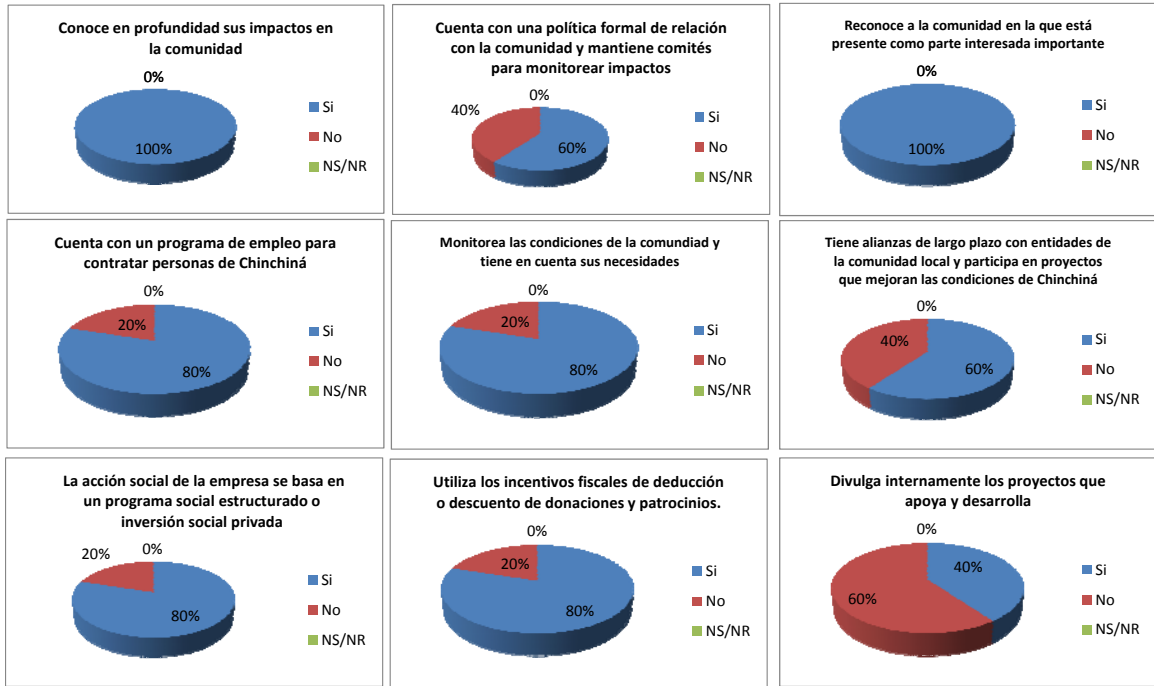 Conoce en profundidad sus impactos en
la comunidad
0%
100%
Si
No
NS/NR
Cuenta con una política formal de relación
con la comunidad y mantiene comités
para monitorear impactos
0%
40%
60%
Si
No
NS/NR
Reconoce a la comunidad en la que está
presente como parte interesada importante
0%
100%
Si
No
NS/NR
Cuenta con un programa de empleo para
contratar personas de Chinchiná
0%
20%
80%
Si
No
NS/NR
Monitorea las condiciones de la comundiad y
tiene en cuenta sus necesidades
0%
20%
80%
Si
No
NS/NR
Tiene alianzas de largo plazo con entidades de
la comunidad local y participa en proyectos
que mejoran las condiciones de Chinchiná
0%
40%
60%
Si
No
NS/NR
La acción social de la empresa se basa en
un programa social estructurado o
inversión social privada
20%
0%
80%
Si
No
NS/NR
Utiliza los incentivos fiscales de deducción
o descuento de donaciones y patrocinios.
0%
20%
80%
Si
No
NS/NR
Divulga internamente los proyectos que
apoya y desarrolla
0%
40%
60%
Si
No
NS/NR